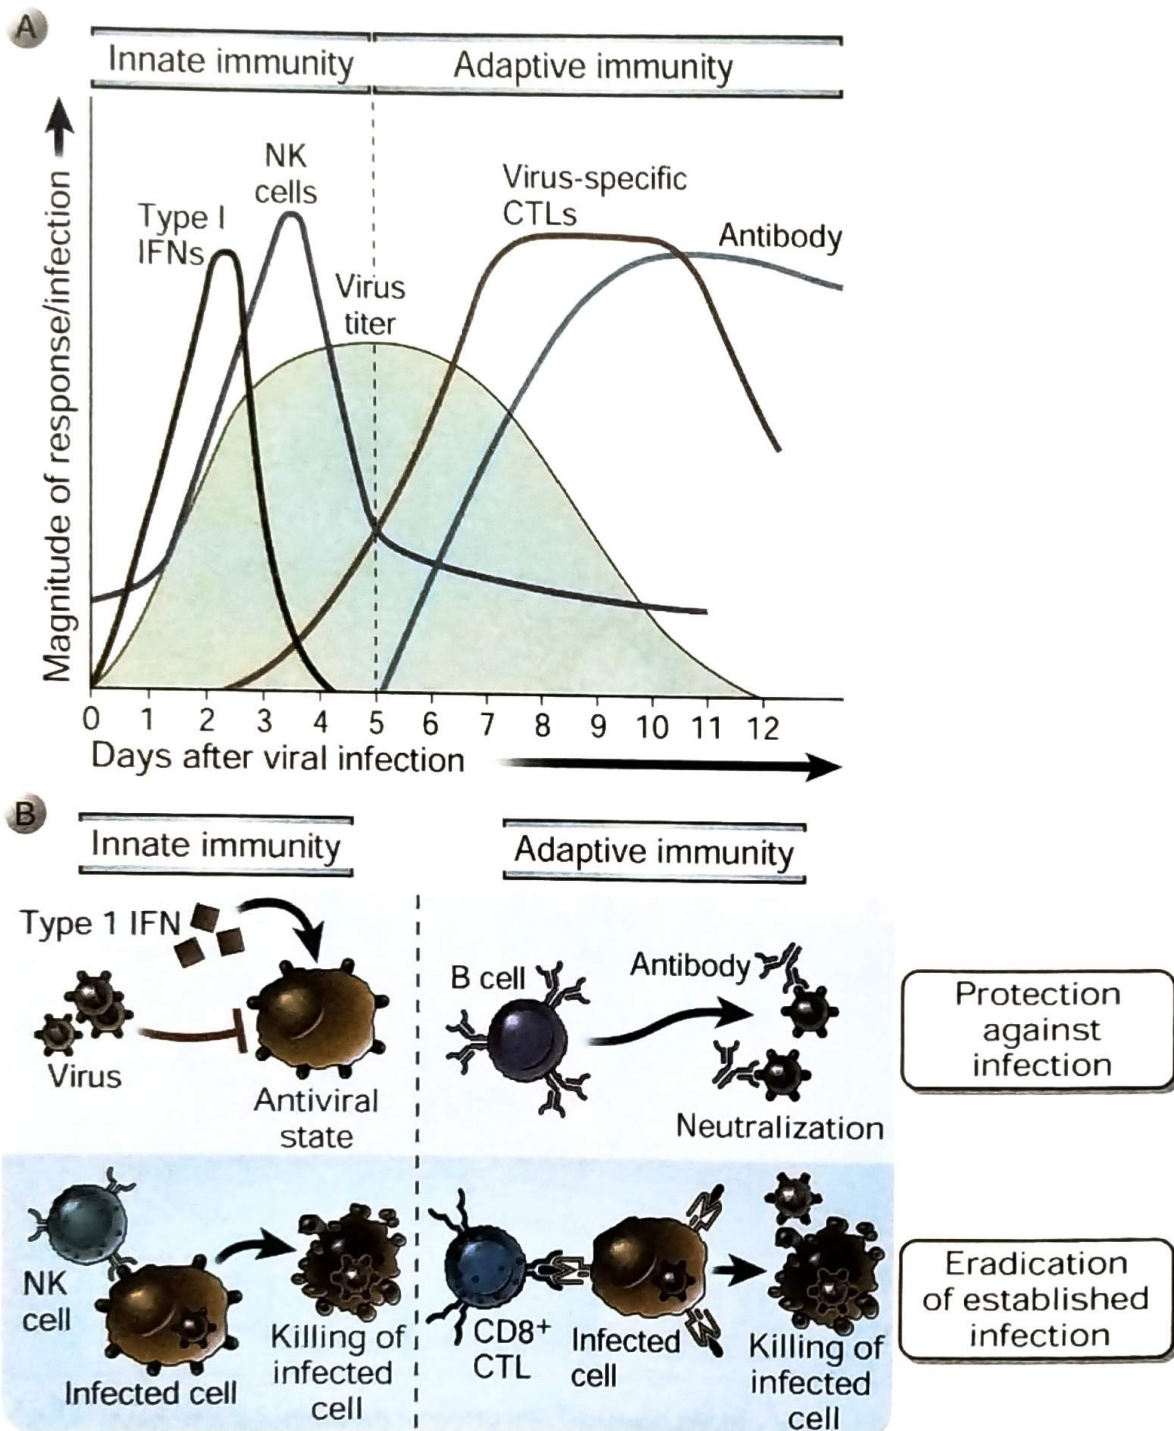 A
Innate immunity
Adaptive immunity
Magnitude of response/infection
NK
cells
Type I
IFNs
Virus
titer
Virus-specific
CTLs
Antibody
0 1 2 3 4 5 6 7 8 9 10 11 12
Days after viral infection
B
Innate immunity
Adaptive immunity
Type 1 IFN
Virus
Antiviral
state
B cell
Antibody
Neutralization
Protection
against
infection
NK
cell
Infected cell
Killing of
infected
cell
CD8+
CTL
Infected
cell
Killing of
infected
cell
Eradication
of established
infection